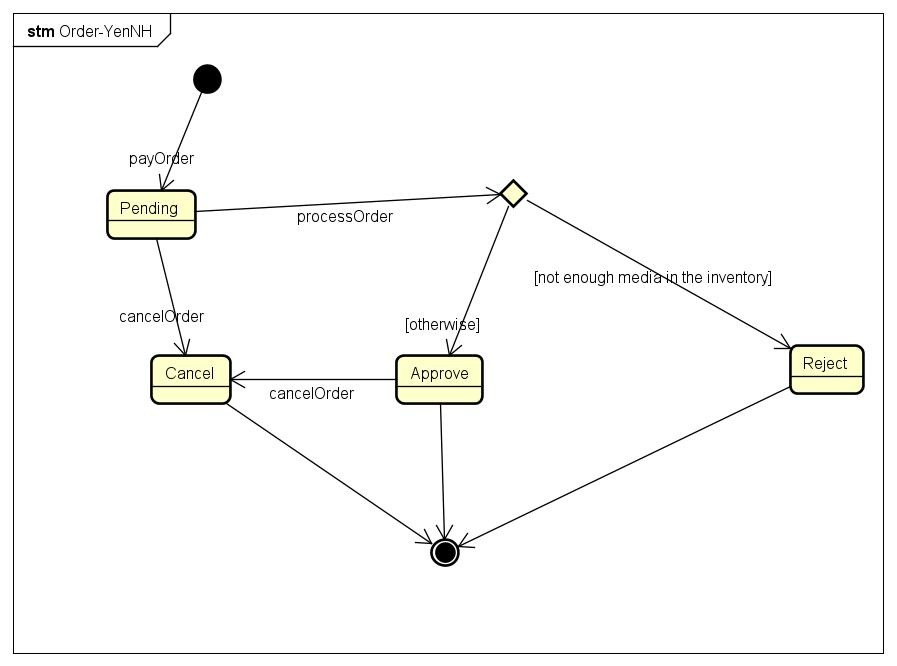 stm Order-YenNH
payOrder
Pending
processOrder
[not enough media in the inventory]
cancelOrder
[otherwise]
Cancel
cancelOrder
Approve
Reject